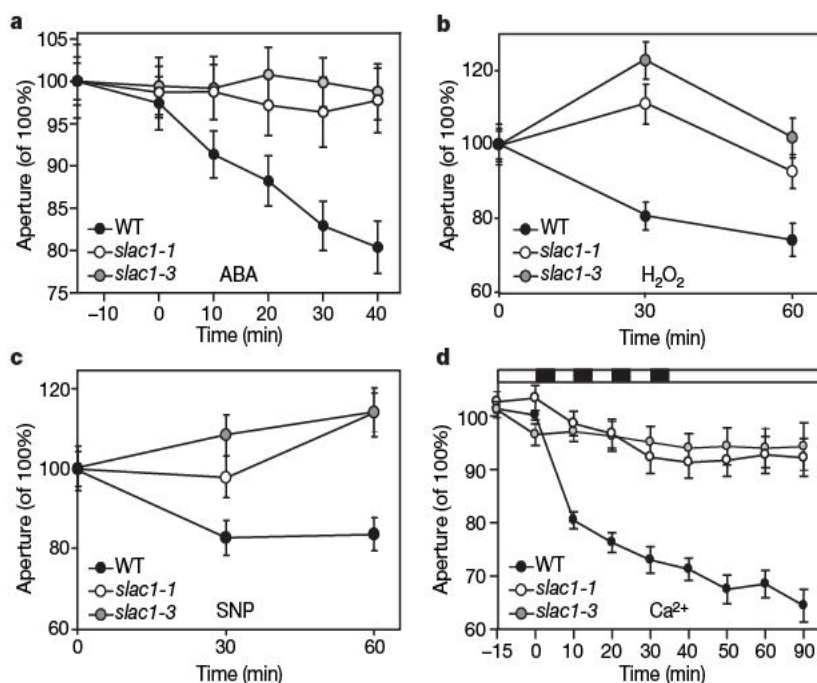 a
105
100
95
90
85
80
75
Aperture (of 100%)
WT
slac1-1
slac1-3
ABA
−10 0 10 20 30 40
Time (min)
b
120
100
80
60
Aperture (of 100%)
WT
slac1-1
slac1-3
H₂O₂
0 30 60
Time (min)
c
120
100
80
60
Aperture (of 100%)
WT
slac1-1
slac1-3
SNP
0 30 60
Time (min)
d
100
90
80
70
60
Aperture (of 100%)
WT
slac1-1
slac1-3
Ca²⁺
−15 0 10 20 30 40 50 60 90
Time (min)